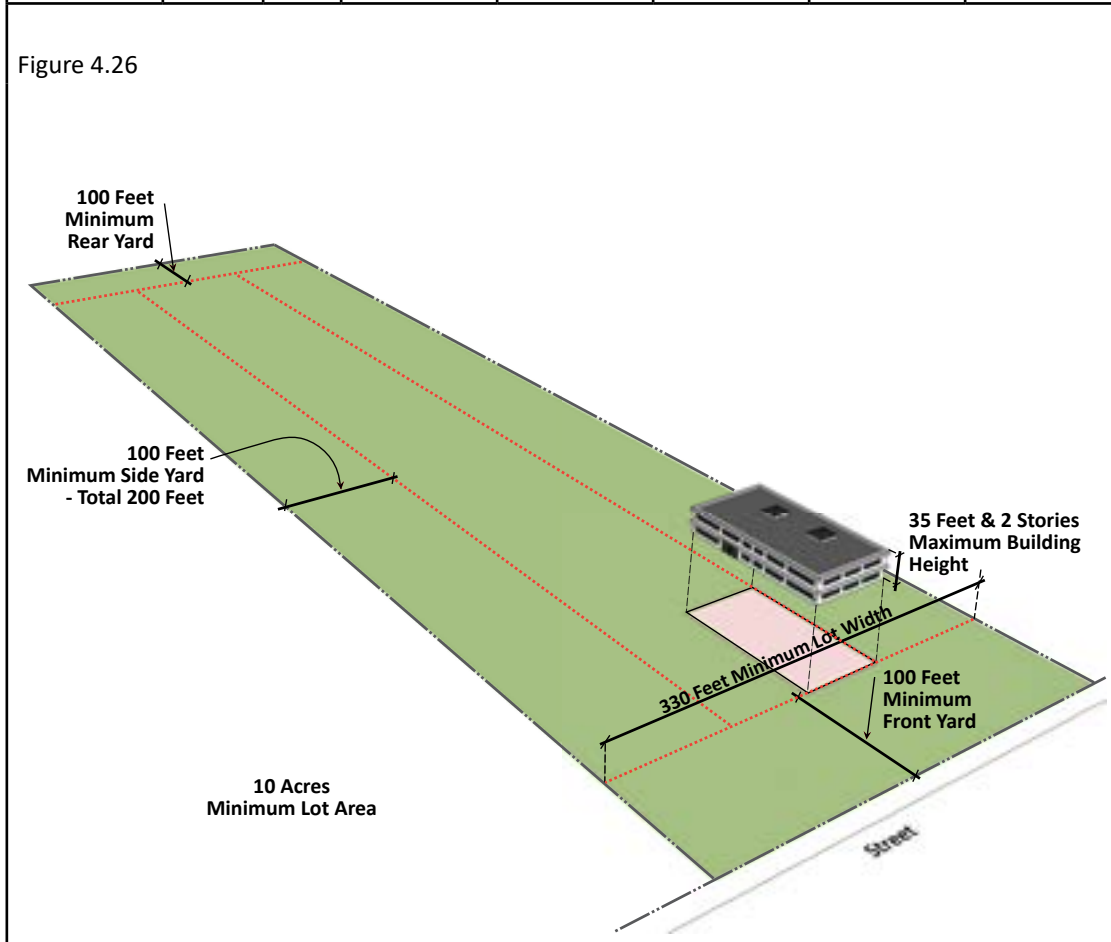 Figure 4.26
100 Feet
Minimum
Rear Yard
100 Feet
Minimum Side Yard
- Total 200 Feet
35 Feet & 2 Stories
Maximum Building
Height
330 Feet Minimum Lot Width
100 Feet
Minimum
Front Yard
10 Acres
Minimum Lot Area
Street